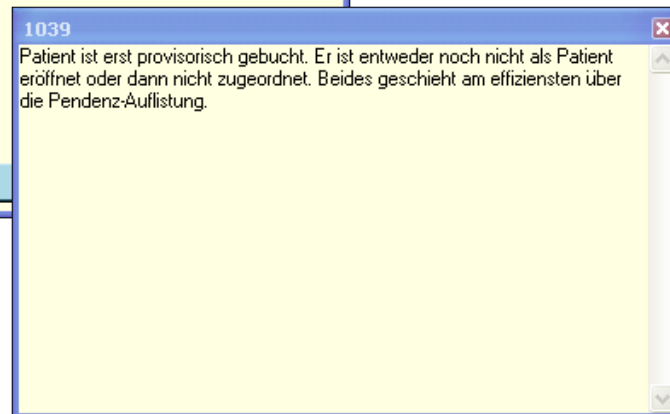 1039
Patient ist erst provisorisch gebucht. Er ist entweder noch nicht als Patient
eröffnet oder dann nicht zugeordnet. Beides geschieht am effiziensten über
die Pendenz-Auflistung.